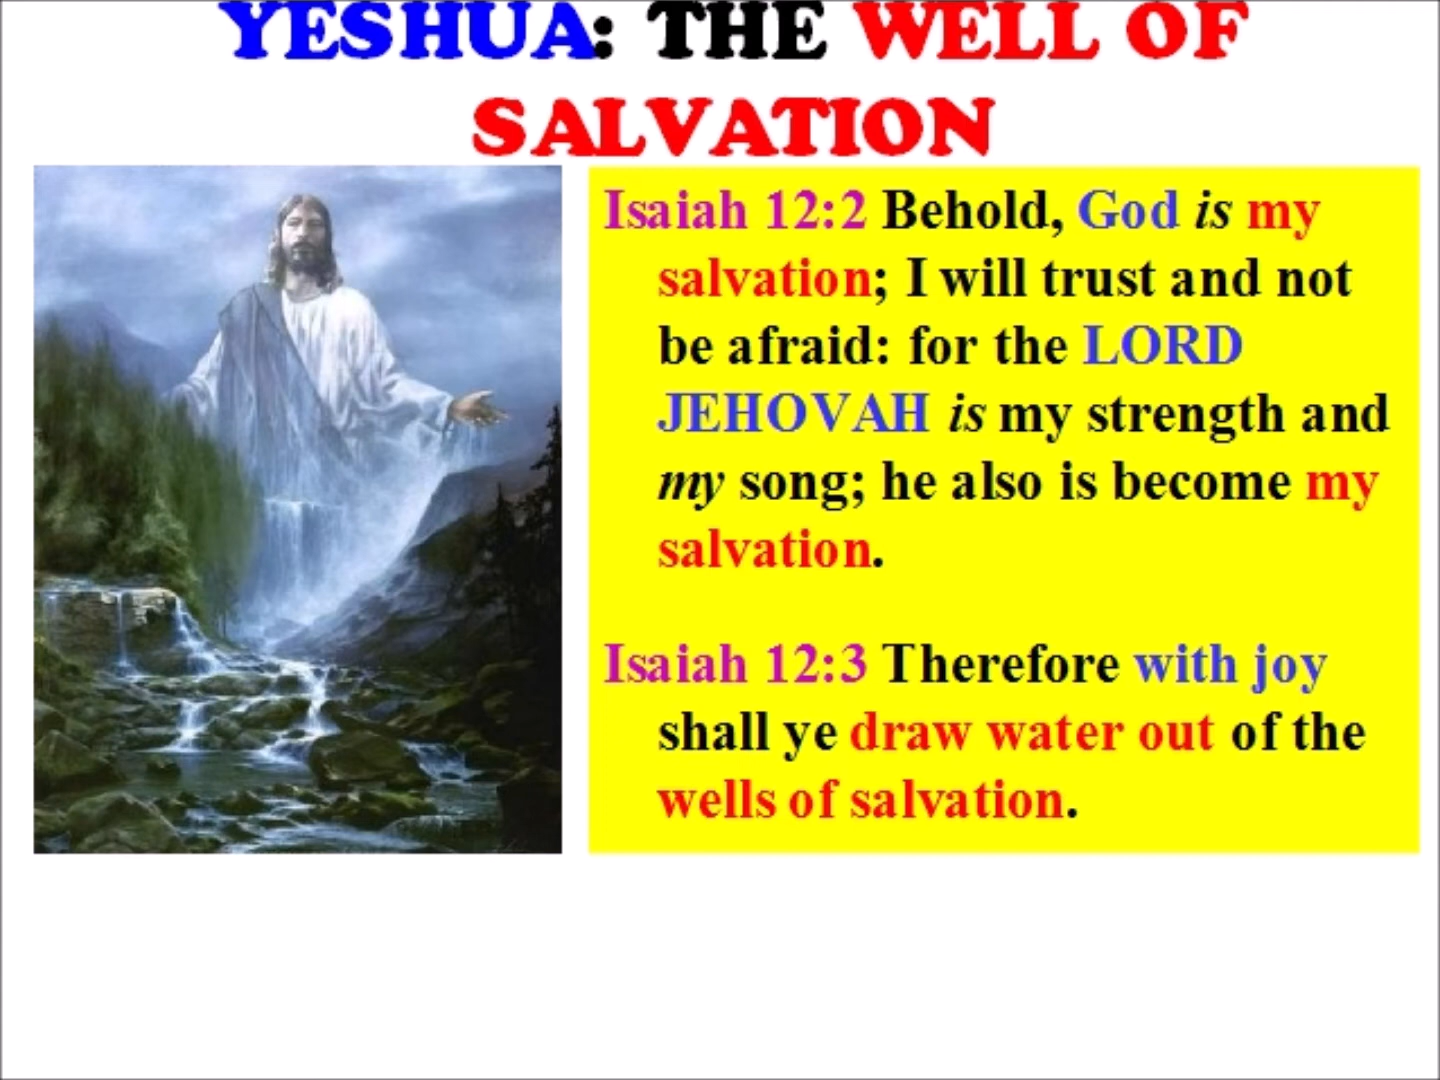 YESHUA: THE WELL OF
SALVATION
Isaiah 12:2 Behold, God is my
salvation; I will trust and not
be afraid: for the LORD
JEHOVAH is my strength and
my song; he also is become my
salvation.
Isaiah 12:3 Therefore with joy
shall ye draw water out of the
wells of salvation.